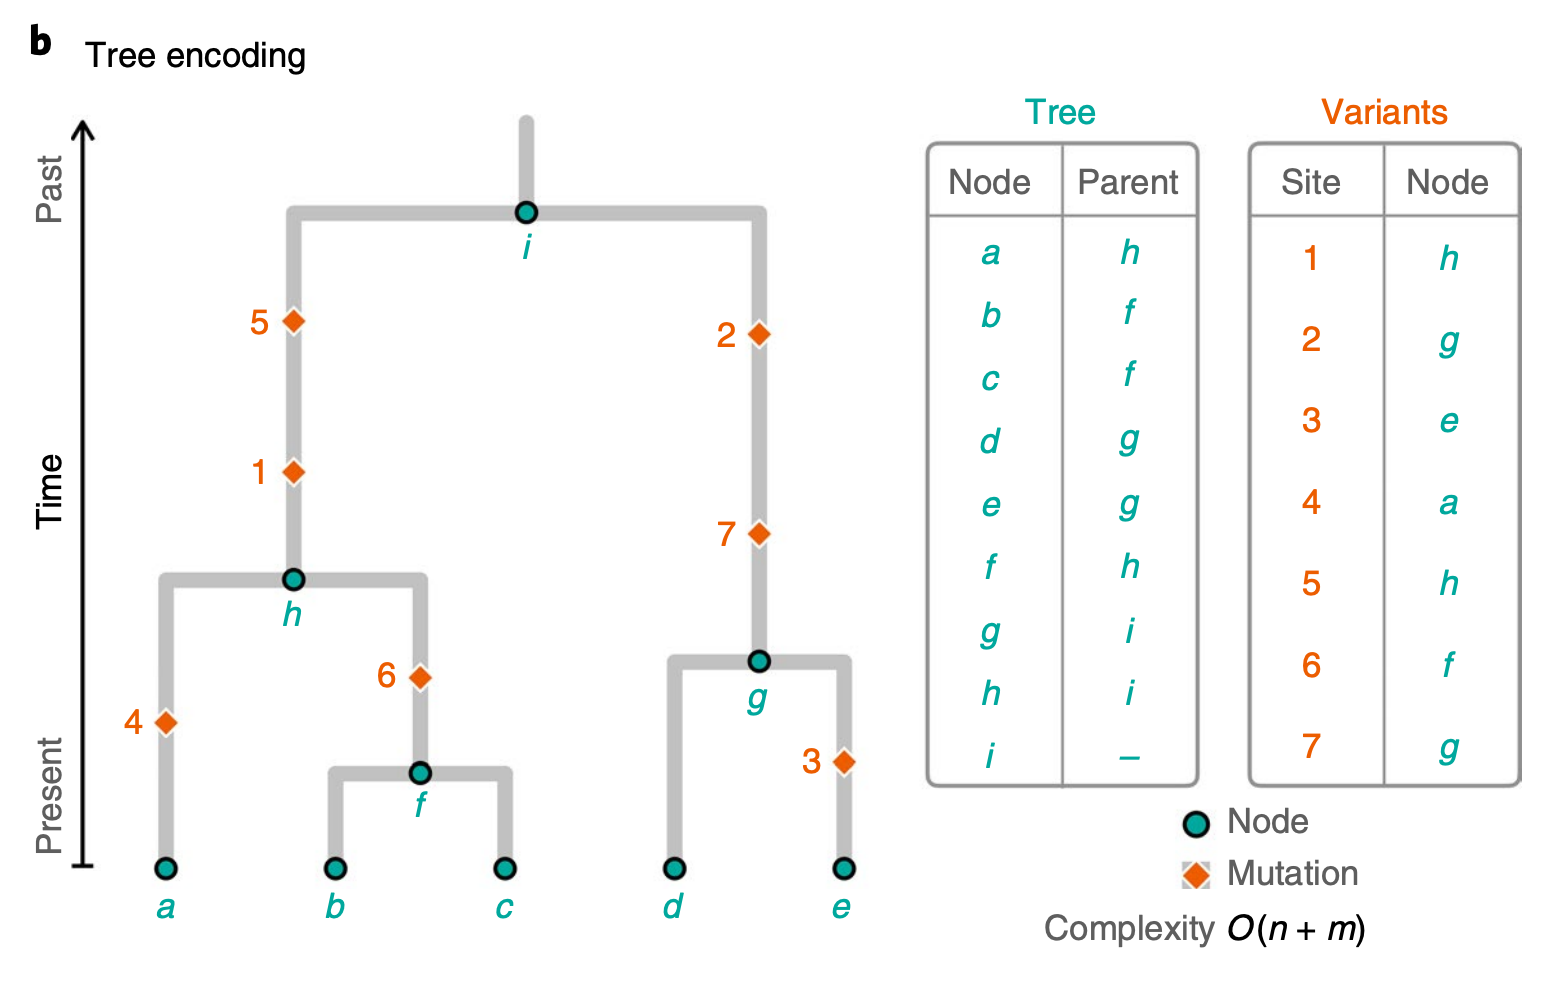 b
Tree encoding
Past
Time
Present
i
5
2
1
7
h
6
g
4
3
f
a
b
c
d
e
Tree
Node Parent
a h
b f
c f
d g
e g
f h
g i
h i
i –
Variants
Site Node
1 h
2 g
3 e
4 a
5 h
6 f
7 g
Node
Mutation
Complexity O(n + m)